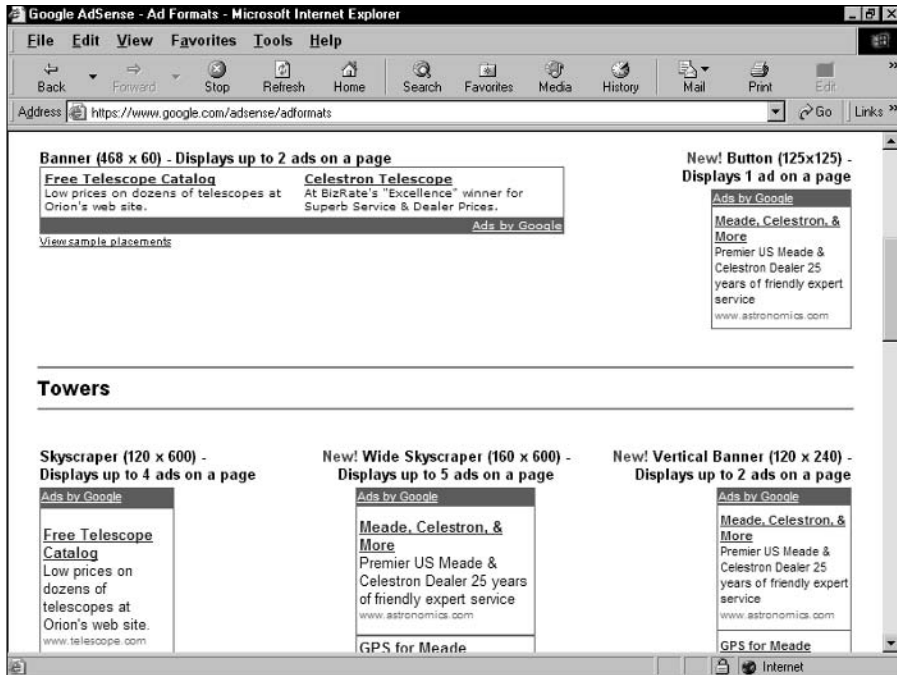 Google AdSense - Ad Formats - Microsoft Internet Explorer
File Edit View Favorites Tools Help
Back Forward Stop Refresh Home Search Favorites Media History Mail Print Edit
Address https://www.google.com/adsense/adformats Go Links
Banner (468 x 60) - Displays up to 2 ads on a page
Free Telescope Catalog
Low prices on dozens of telescopes at
Orion's web site.
Celestron Telescope
At BizRate's "Excellence" winner for
Superb Service & Dealer Prices.
Ads by Google
View sample placements
New! Button (125x125) -
Displays 1 ad on a page
Ads by Google
Meade, Celestron, &
More
Premier US Meade &
Celestron Dealer 25
years of friendly expert
service
www.astronomics.com
Towers
Skyscraper (120 x 600) -
Displays up to 4 ads on a page
Ads by Google
Free Telescope
Catalog
Low prices on
dozens of
telescopes at
Orion's web site.
www.telescope.com
New! Wide Skyscraper (160 x 600) -
Displays up to 5 ads on a page
Ads by Google
Meade, Celestron, &
More
Premier US Meade &
Celestron Dealer 25 years
of friendly expert service
www.astronomics.com
GPS for Meade
New! Vertical Banner (120 x 240) -
Displays up to 2 ads on a page
Ads by Google
Meade, Celestron, &
More
Premier US Meade &
Celestron Dealer 25
years of friendly expert
service
www.astronomics.com
GPS for Meade
Internet